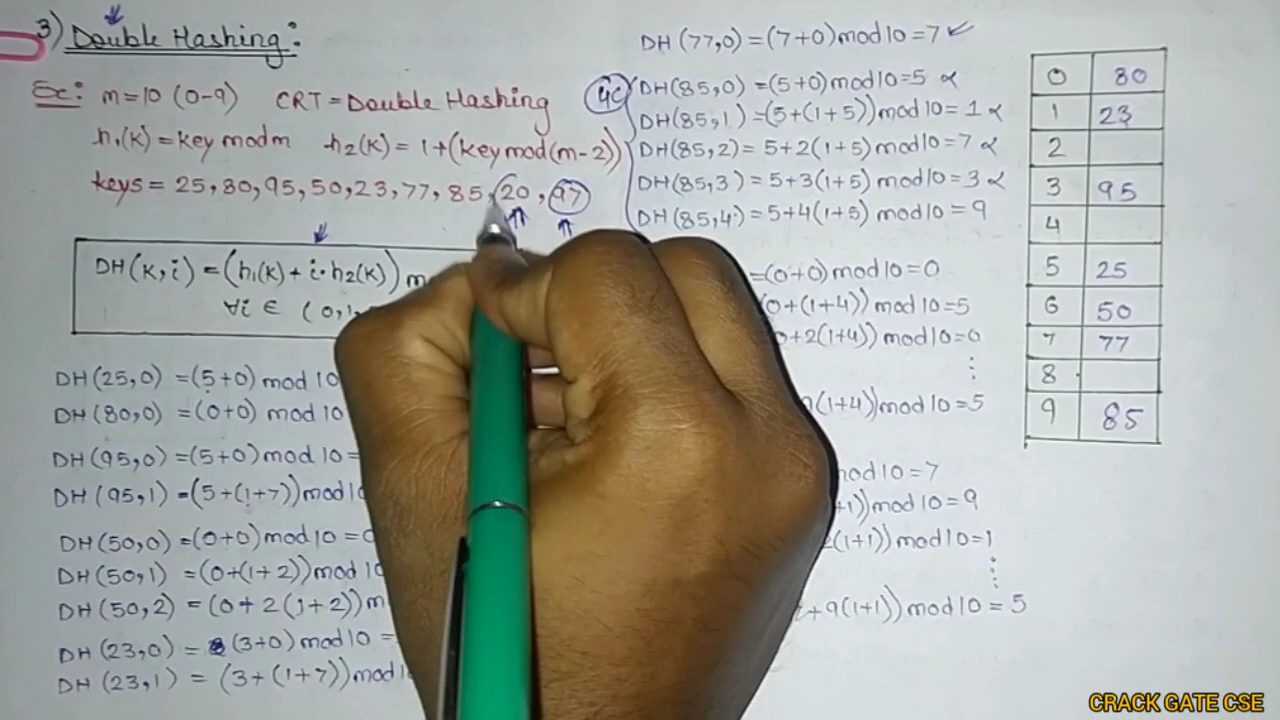 3) Double Hashing:
Ex: m=10 (0-9) CRT = Double Hashing
h₁(K) = key mod m h₂(K) = 1+(key mod(m-2))
keys = 25, 80, 95, 50, 23, 77, 85, 20, 97
DH(K,i) = (h₁(K) + i·h₂(K)) m
∀i ∈ (0,1
DH(25,0) = (5+0) mod 10
DH(80,0) = (0+0) mod 10
DH(95,0) = (5+0) mod 10 =
DH(95,1) = (5+(1+7)) mod 10
DH(50,0) = (0+0) mod 10 = 0
DH(50,1) = (0+(1+2)) mod 10
DH(50,2) = (0+2(1+2)) m
DH(23,0) = (3+0) mod 10 =
DH(23,1) = (3+(1+7)) mod
DH(77,0) = (7+0) mod 10 = 7 ✓
4C
DH(85,0) = (5+0) mod 10 = 5 α
DH(85,1) = (5+(1+5)) mod 10 = 1 α
DH(85,2) = 5+2(1+5) mod 10 = 7 α
DH(85,3) = 5+3(1+5) mod 10 = 3 α
DH(85,4) = 5+4(1+5) mod 10 = 9
=(0+0) mod 10 = 0
(0+(1+4)) mod 10 = 5
0+2(1+4)) mod 10 = 0
(1+4)) mod 10 = 5
mod 10 = 7
+1)) mod 10 = 9
2(1+1)) mod 10 = 1
+9(1+1)) mod 10 = 5
0 80
1 23
2
3 95
4
5 25
6 50
7 77
8
9 85
CRACK GATE CSE